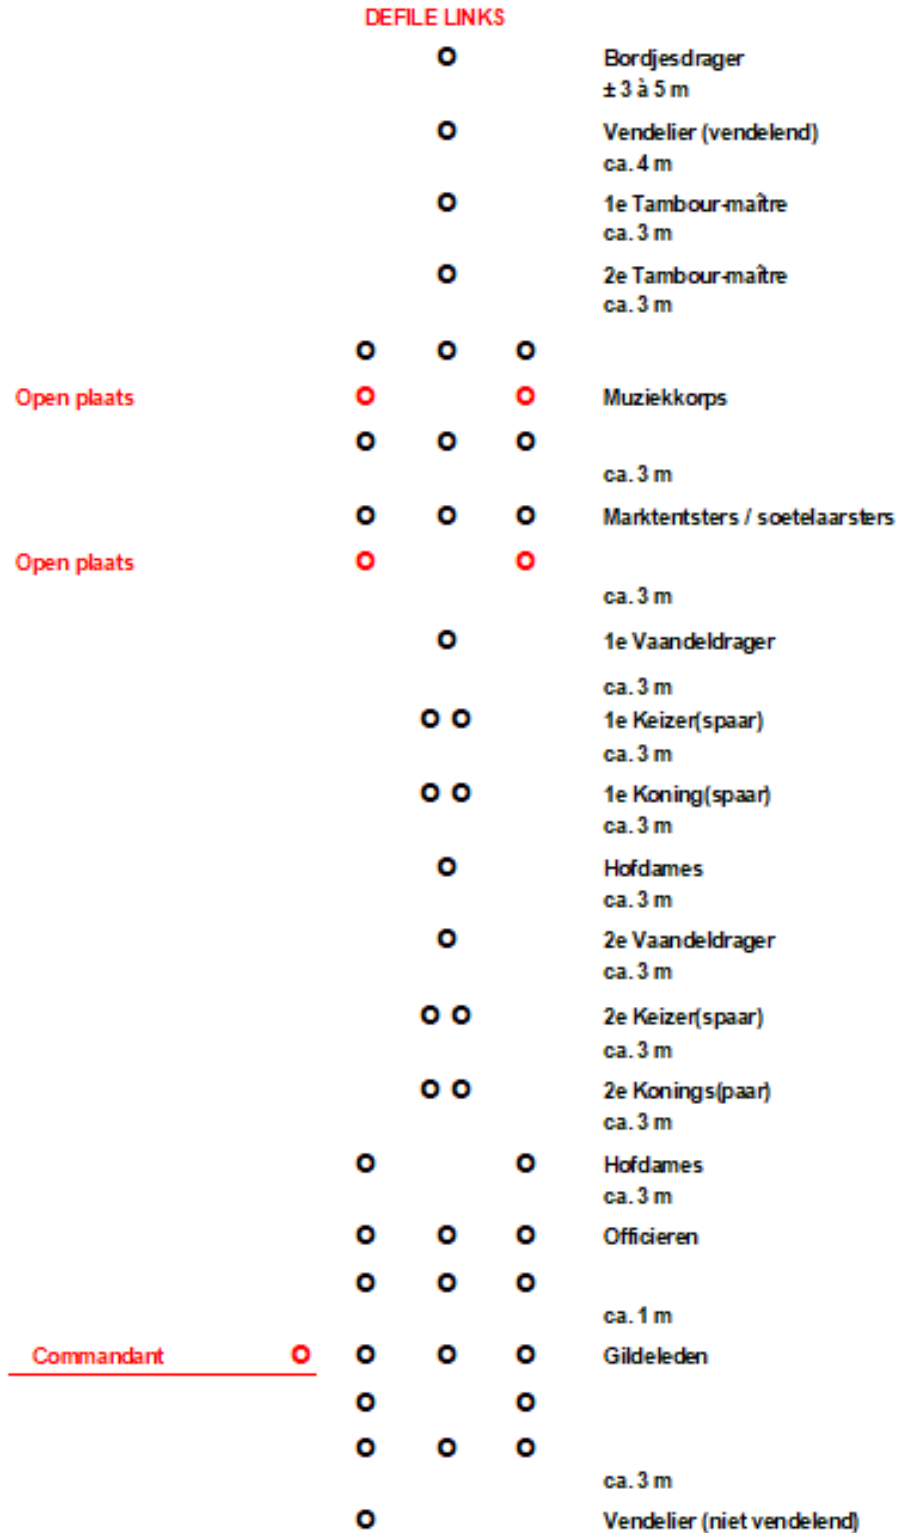 DEFILE LINKS
Bordjesdrager
± 3 à 5 m
Vendelier (vendelend)
ca. 4 m
1e Tambour-maître
ca. 3 m
2e Tambour-maître
ca. 3 m
Open plaats Muziekkorps
ca. 3 m
Marktentsters / soetelaarsters
Open plaats
ca. 3 m
1e Vaandeldrager
ca. 3 m
1e Keizer(spaar)
ca. 3 m
1e Koning(spaar)
ca. 3 m
Hofdames
ca. 3 m
2e Vaandeldrager
ca. 3 m
2e Keizer(spaar)
ca. 3 m
2e Konings(paar)
ca. 3 m
Hofdames
ca. 3 m
Officieren
ca. 1 m
Commandant Gildeleden
ca. 3 m
Vendelier (niet vendelend)